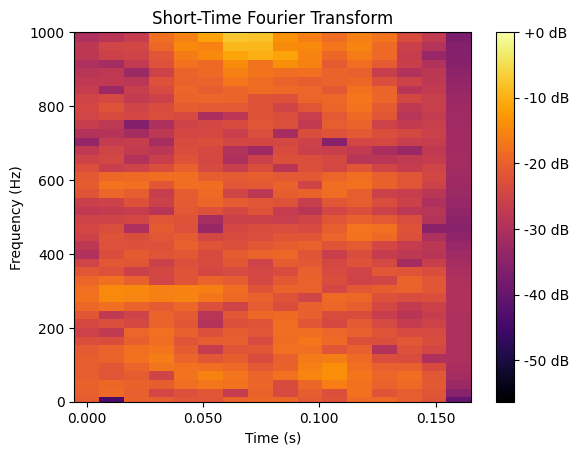 Short-Time Fourier Transform
1000
800
600
400
200
0
Frequency (Hz)
0.000
0.050
0.100
0.150
Time (s)
+0 dB
-10 dB
-20 dB
-30 dB
-40 dB
-50 dB